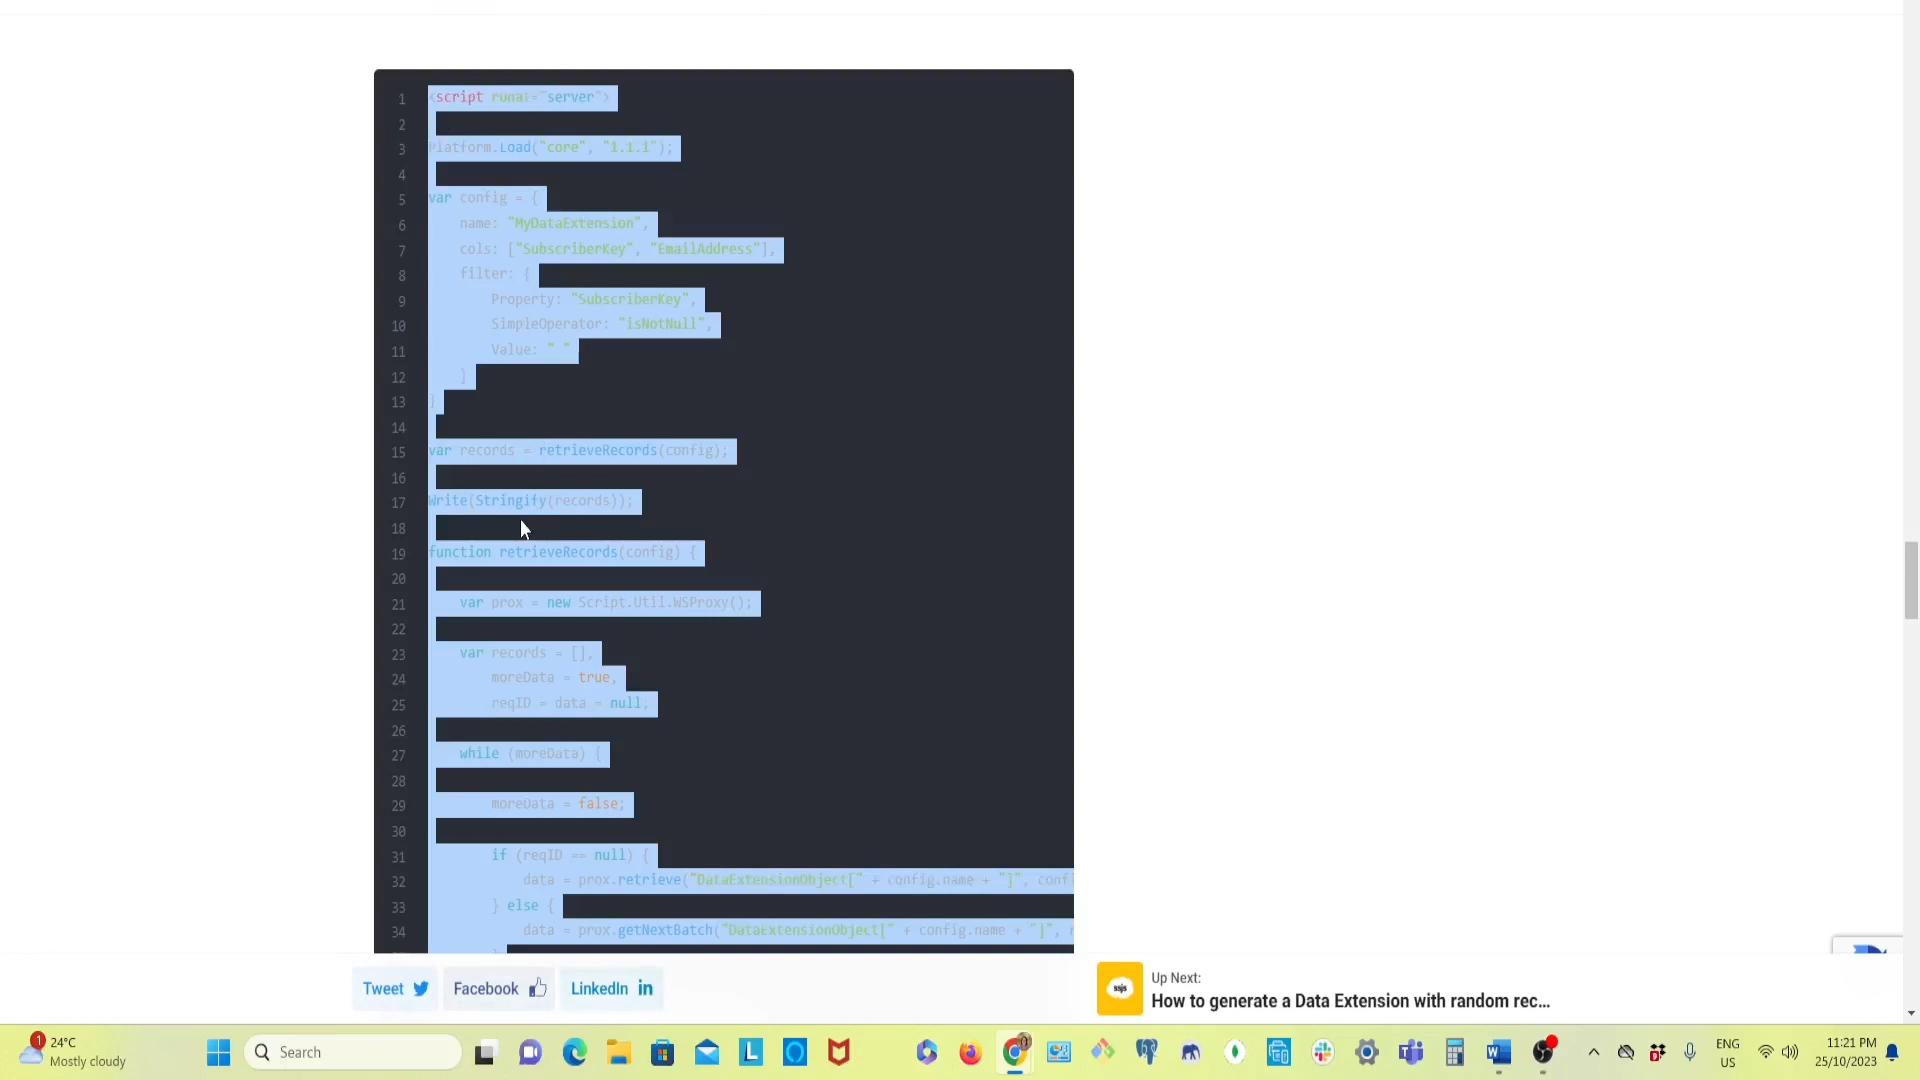 1 <script runat="server">
2
3 Platform.Load("core", "1.1.1");
4
5 var config = {
6 name: "MyDataExtension",
7 cols: ["SubscriberKey", "EmailAddress"],
8 filter: {
9 Property: "SubscriberKey",
10 SimpleOperator: "isNotNull",
11 Value: " "
12 }
13 }
14
15 var records = retrieveRecords(config);
16
17 Write(Stringify(records));
18
19 function retrieveRecords(config) {
20
21 var prox = new Script.Util.WSProxy();
22
23 var records = [],
24 moreData = true,
25 reqID = data = null;
26
27 while (moreData) {
28
29 moreData = false;
30
31 if (reqID == null) {
32 data = prox.retrieve("DataExtensionObject[" + config.name + "]", confi
33 } else {
34 data = prox.getNextBatch("DataExtensionObject[" + config.name + "]", r
Tweet
Facebook
LinkedIn in
ssjs
Up Next:
How to generate a Data Extension with random rec...
1
24°C
Mostly cloudy
Search
ENG
US
11:21 PM
25/10/2023